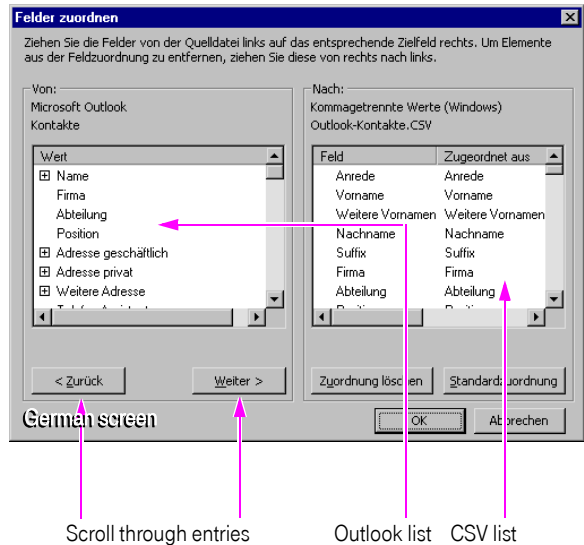 Felder zuordnen
Ziehen Sie die Felder von der Quelldatei links auf das entsprechende Zielfeld rechts. Um Elemente
aus der Feldzuordnung zu entfernen, ziehen Sie diese von rechts nach links.
Von:
Microsoft Outlook
Kontakte
Wert
Name
Firma
Abteilung
Position
Adresse geschäftlich
Adresse privat
Weitere Adresse
Nach:
Kommagetrennte Werte (Windows)
Outlook-Kontakte.CSV
Feld Zugeordnet aus
Anrede Anrede
Vorname Vorname
Weitere Vornamen Weitere Vornamen
Nachname Nachname
Suffix Suffix
Firma Firma
Abteilung Abteilung
< Zurück Weiter >
Zuordnung löschen Standardzuordnung
German screen
OK Abbrechen
Scroll through entries Outlook list CSV list